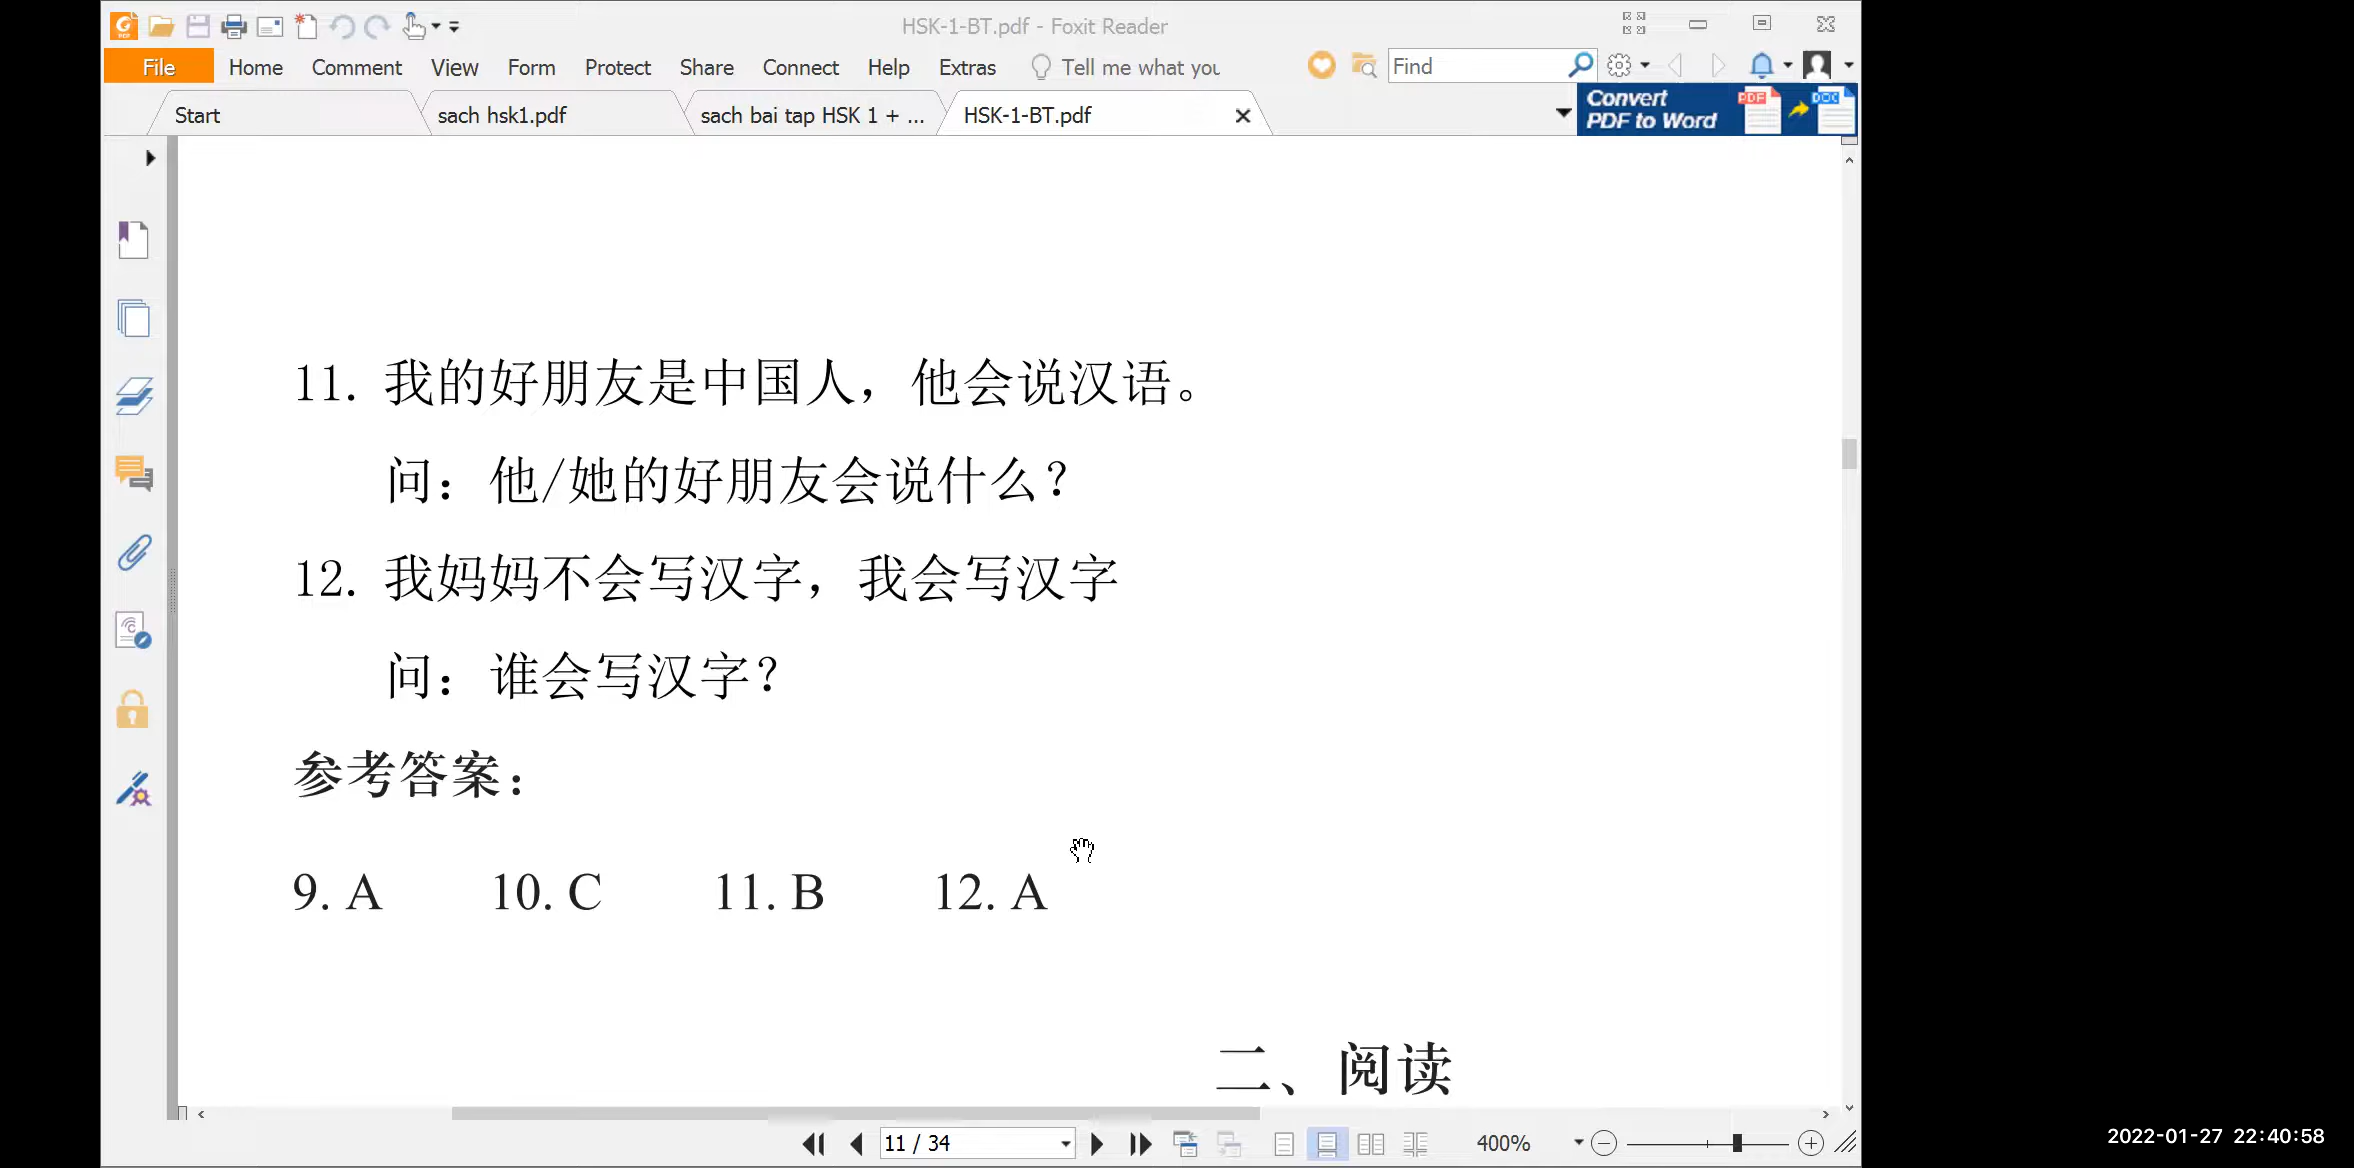 HSK-1-BT.pdf - Foxit Reader
File Home Comment View Form Protect Share Connect Help Extras Tell me what you Find
Start sach hsk1.pdf sach bai tap HSK 1 + ... HSK-1-BT.pdf
Convert
PDF to Word
PDF DOC
11. 我的好朋友是中国人，他会说汉语。
问：他/她的好朋友会说什么？
12. 我妈妈不会写汉字，我会写汉字
问：谁会写汉字？
参考答案：
9. A 10. C 11. B 12. A
二、阅读
11 / 34 400%
2022-01-27 22:40:58